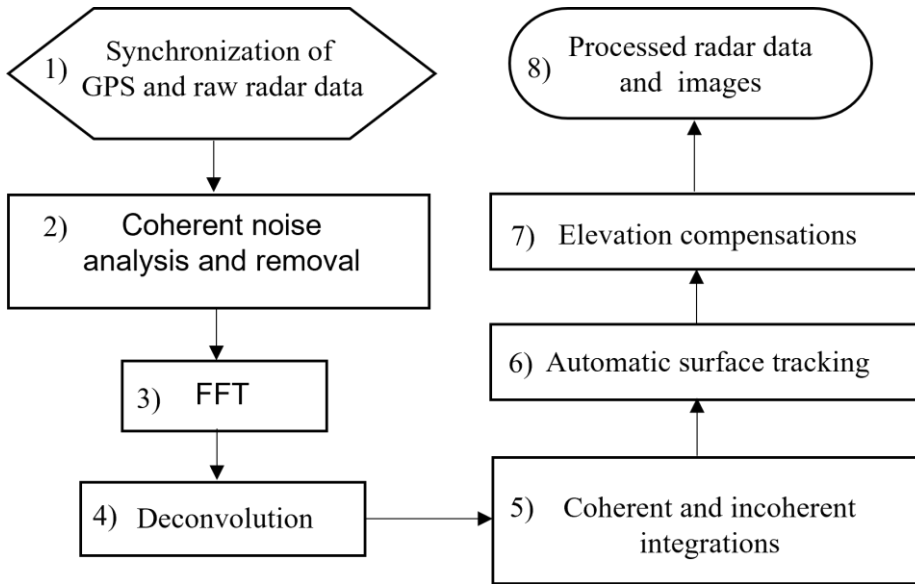 1) Synchronization of
GPS and raw radar data
2) Coherent noise
analysis and removal
3) FFT
4) Deconvolution
5) Coherent and incoherent
integrations
6) Automatic surface tracking
7) Elevation compensations
8) Processed radar data
and images